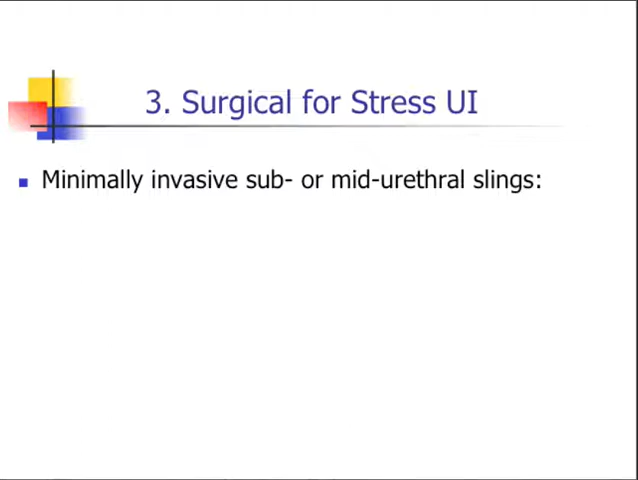 3. Surgical for Stress UI
Minimally invasive sub- or mid-urethral slings: